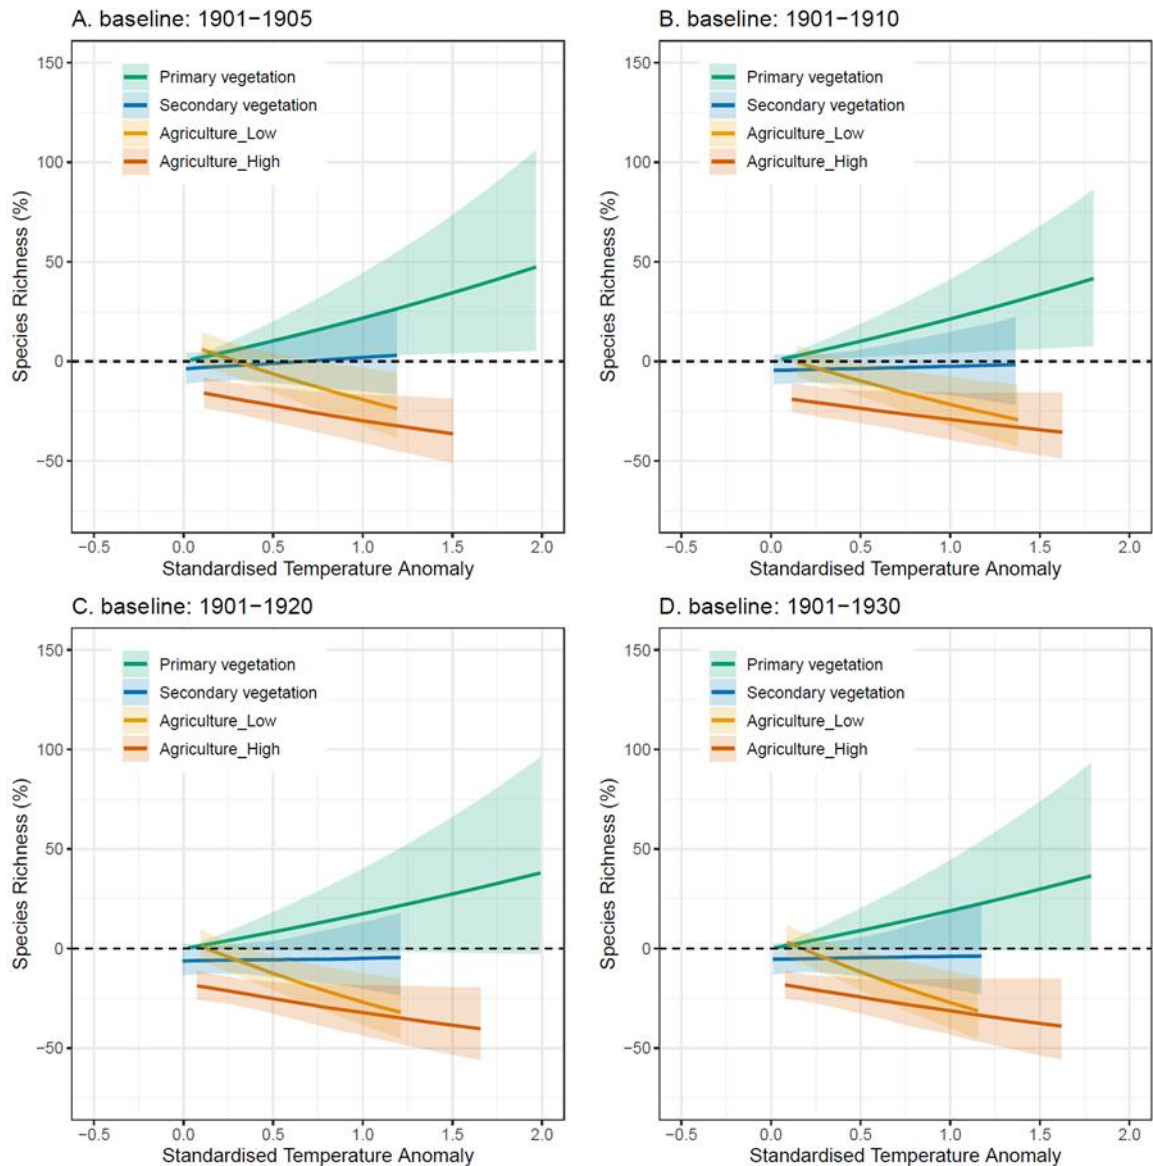 A. baseline: 1901−1905
Species Richness (%)
150
100
50
0
−50
Primary vegetation
Secondary vegetation
Agriculture_Low
Agriculture_High
−0.5 0.0 0.5 1.0 1.5 2.0
Standardised Temperature Anomaly
B. baseline: 1901−1910
Species Richness (%)
150
100
50
0
−50
Primary vegetation
Secondary vegetation
Agriculture_Low
Agriculture_High
−0.5 0.0 0.5 1.0 1.5 2.0
Standardised Temperature Anomaly
C. baseline: 1901−1920
Species Richness (%)
150
100
50
0
−50
Primary vegetation
Secondary vegetation
Agriculture_Low
Agriculture_High
−0.5 0.0 0.5 1.0 1.5 2.0
Standardised Temperature Anomaly
D. baseline: 1901−1930
Species Richness (%)
150
100
50
0
−50
Primary vegetation
Secondary vegetation
Agriculture_Low
Agriculture_High
−0.5 0.0 0.5 1.0 1.5 2.0
Standardised Temperature Anomaly